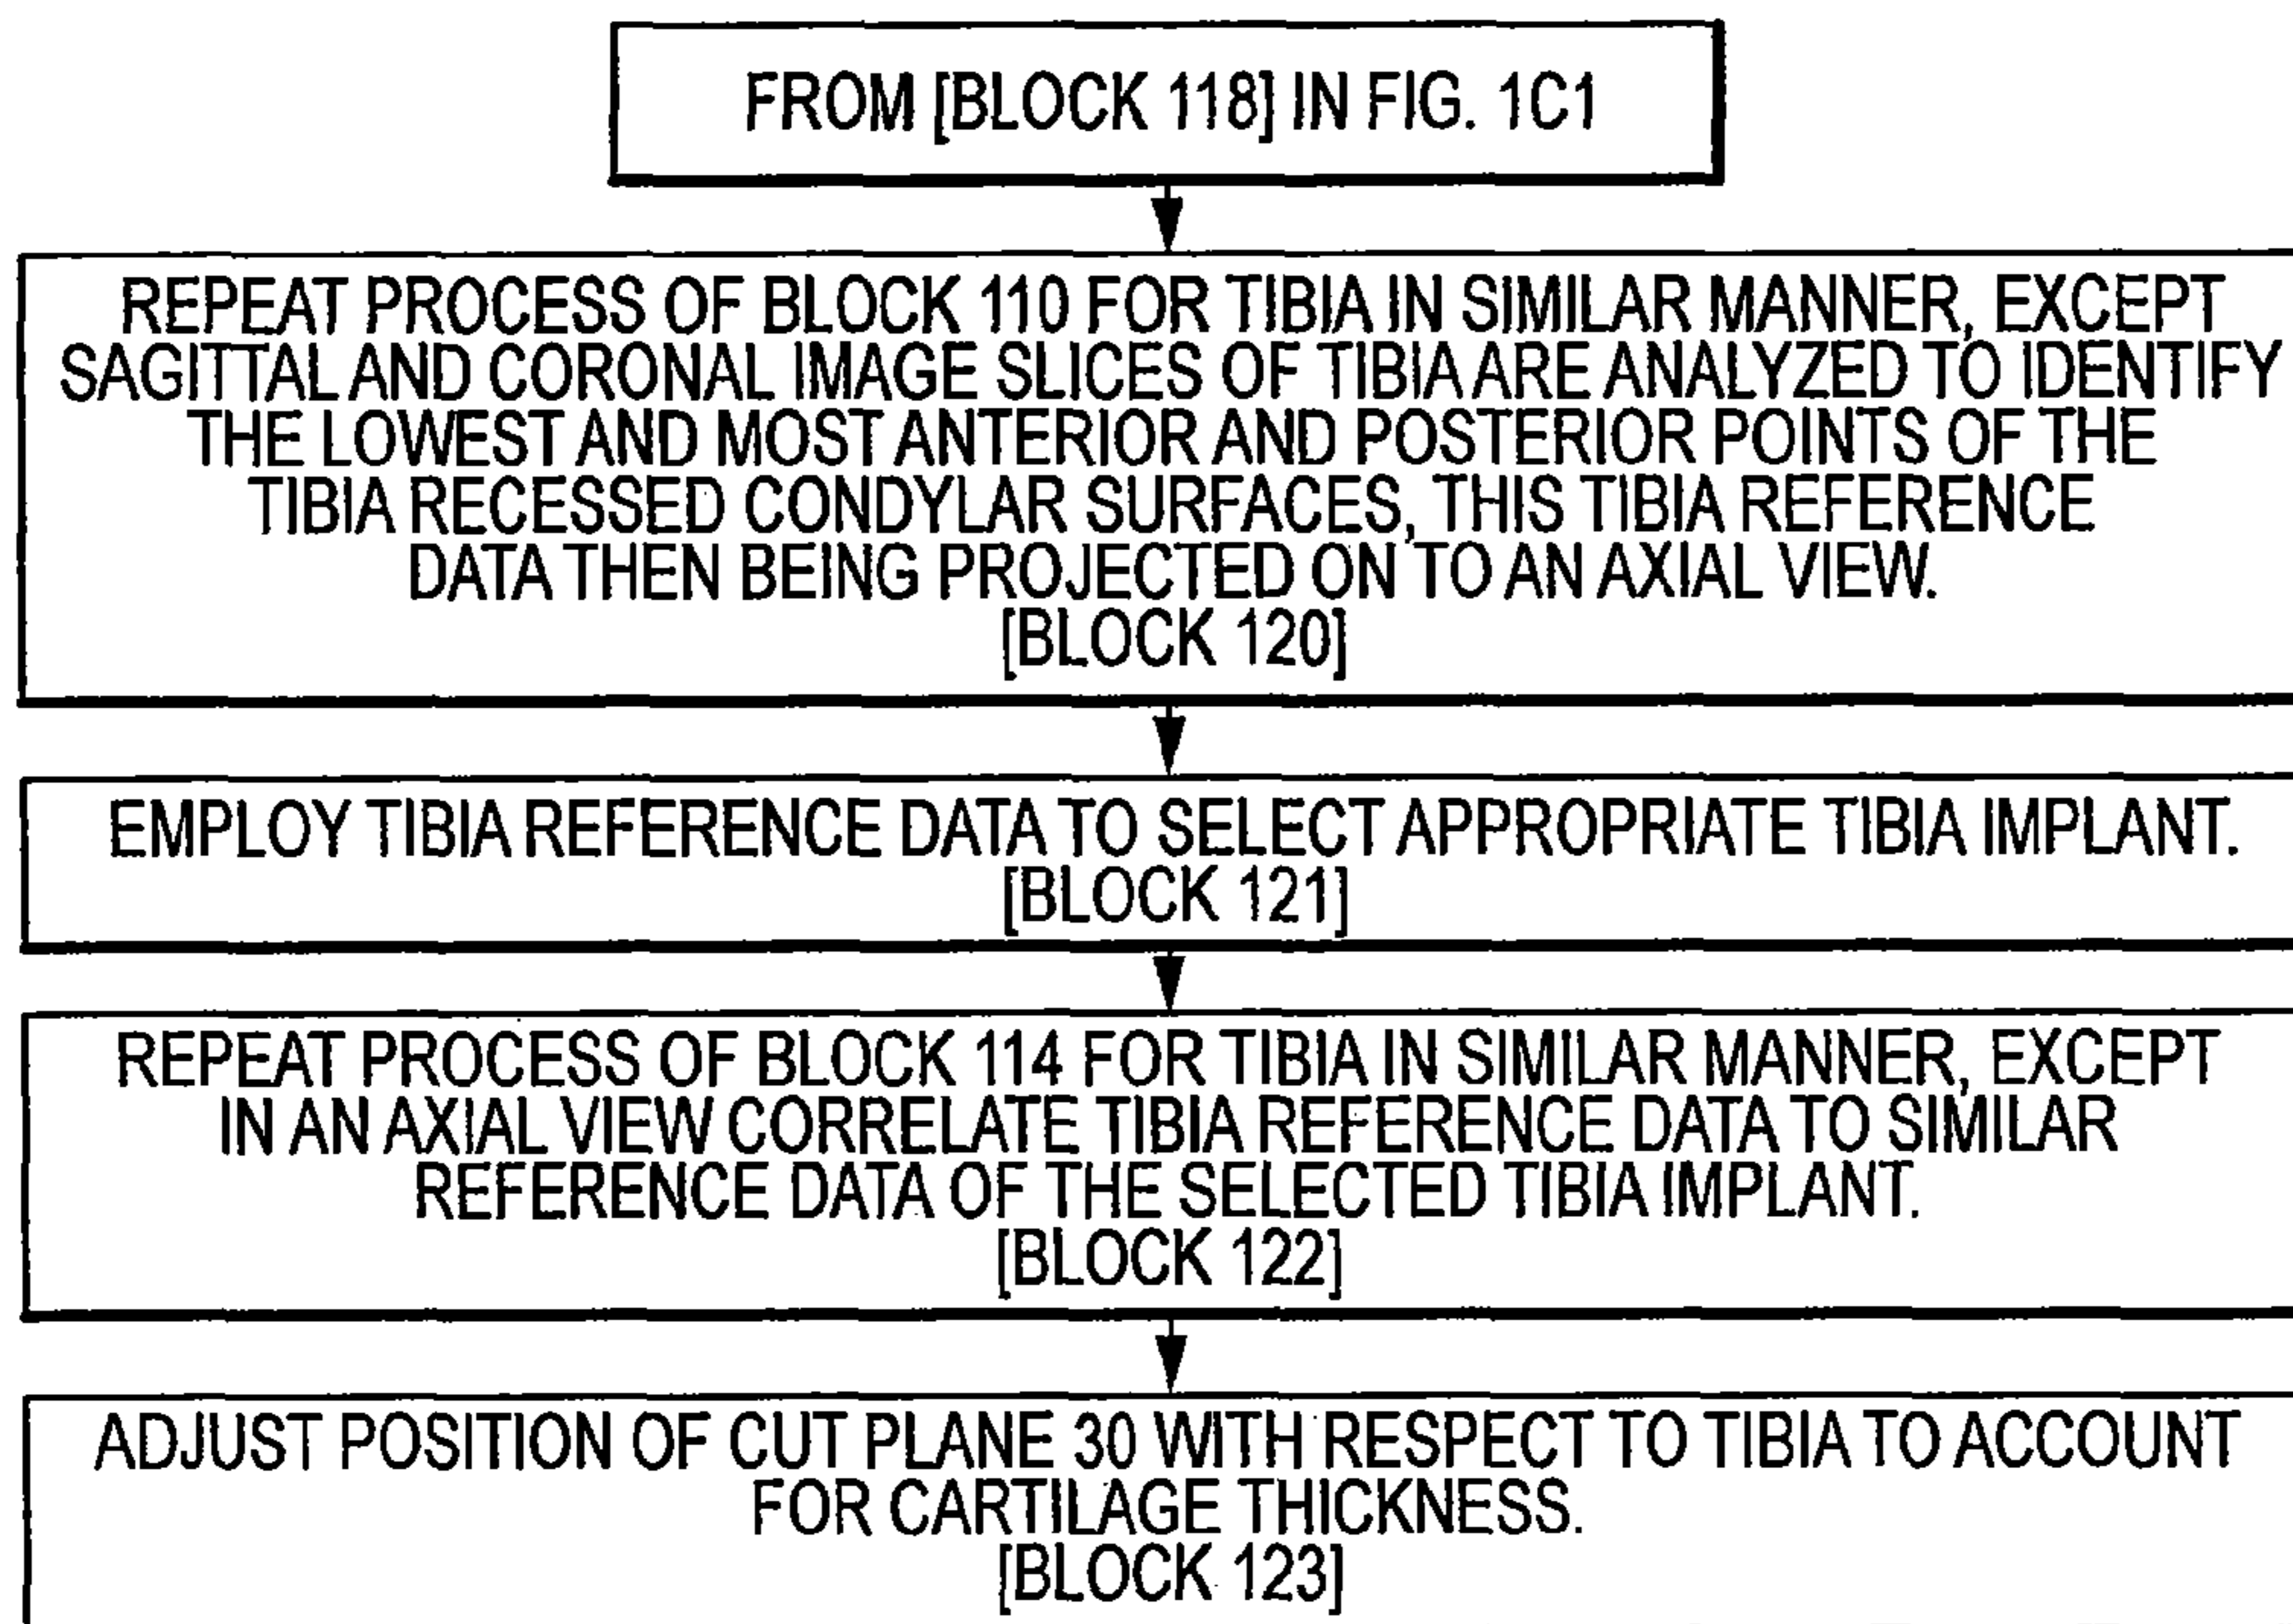 FROM [BLOCK 118] IN FIG. 1C1
REPEAT PROCESS OF BLOCK 110 FOR TIBIA IN SIMILAR MANNER, EXCEPT
SAGITTAL AND CORONAL IMAGE SLICES OF TIBIA ARE ANALYZED TO IDENTIFY
THE LOWEST AND MOST ANTERIOR AND POSTERIOR POINTS OF THE
TIBIA RECESSED CONDYLAR SURFACES, THIS TIBIA REFERENCE
DATA THEN BEING PROJECTED ON TO AN AXIAL VIEW.
[BLOCK 120]
EMPLOY TIBIA REFERENCE DATA TO SELECT APPROPRIATE TIBIA IMPLANT.
[BLOCK 121]
REPEAT PROCESS OF BLOCK 114 FOR TIBIA IN SIMILAR MANNER, EXCEPT
IN AN AXIAL VIEW CORRELATE TIBIA REFERENCE DATA TO SIMILAR
REFERENCE DATA OF THE SELECTED TIBIA IMPLANT.
[BLOCK 122]
ADJUST POSITION OF CUT PLANE 30 WITH RESPECT TO TIBIA TO ACCOUNT
FOR CARTILAGE THICKNESS.
[BLOCK 123]